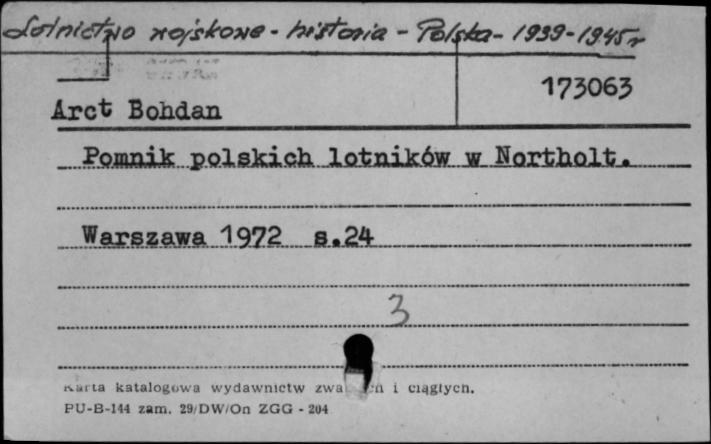 Lotnictwo wojskowe - historia - Polska - 1939-1945 r
173063
Arct Bohdan
Pomnik polskich lotników w Northolt.
Warszawa 1972 s.24
3
Karta katalogowa wydawnictw i ciągłych.
PU-B-144 zam. 29/DW/On ZGG - 204